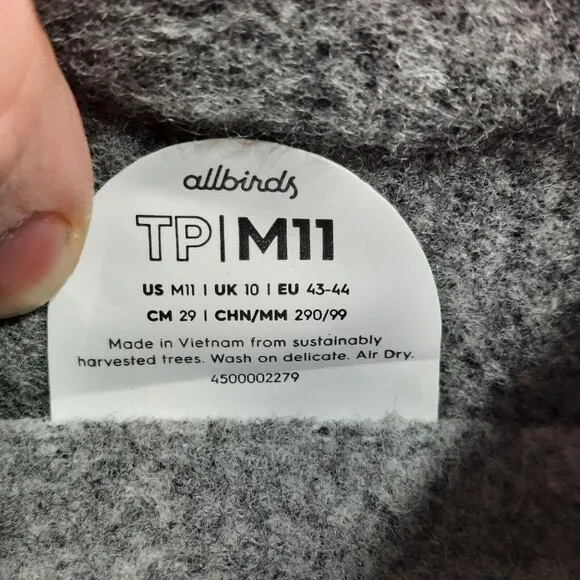 allbirds
TP|M11
US M11 | UK 10 | EU 43-44
CM 29 | CHN/MM 290/99
Made in Vietnam from sustainably
harvested trees. Wash on delicate. Air Dry.
4500002279